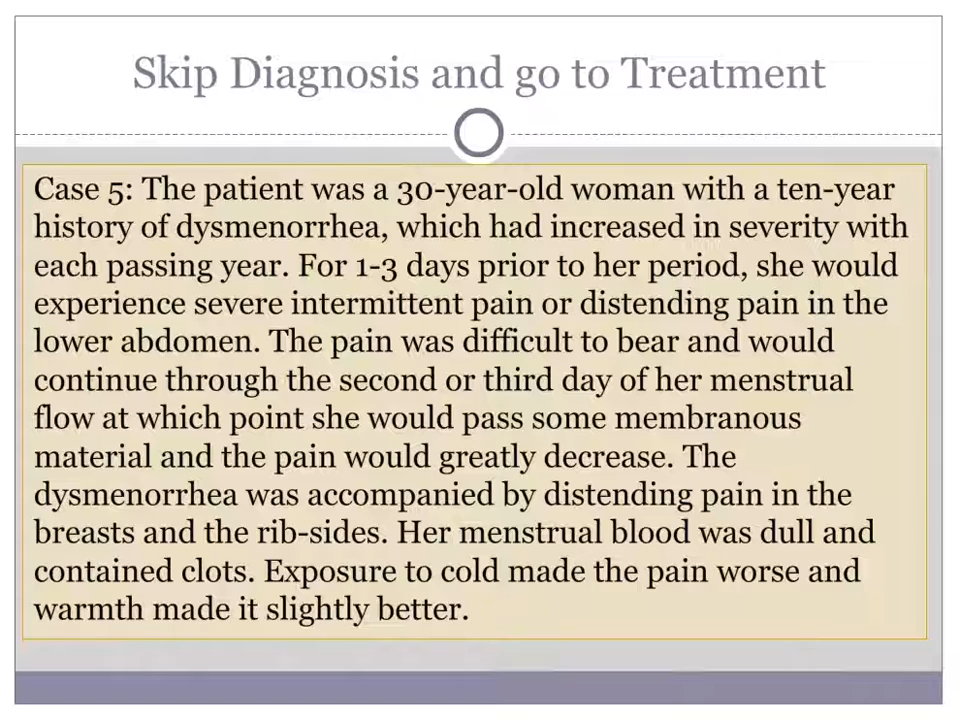 Skip Diagnosis and go to Treatment
Case 5: The patient was a 30-year-old woman with a ten-year
history of dysmenorrhea, which had increased in severity with
each passing year. For 1-3 days prior to her period, she would
experience severe intermittent pain or distending pain in the
lower abdomen. The pain was difficult to bear and would
continue through the second or third day of her menstrual
flow at which point she would pass some membranous
material and the pain would greatly decrease. The
dysmenorrhea was accompanied by distending pain in the
breasts and the rib-sides. Her menstrual blood was dull and
contained clots. Exposure to cold made the pain worse and
warmth made it slightly better.